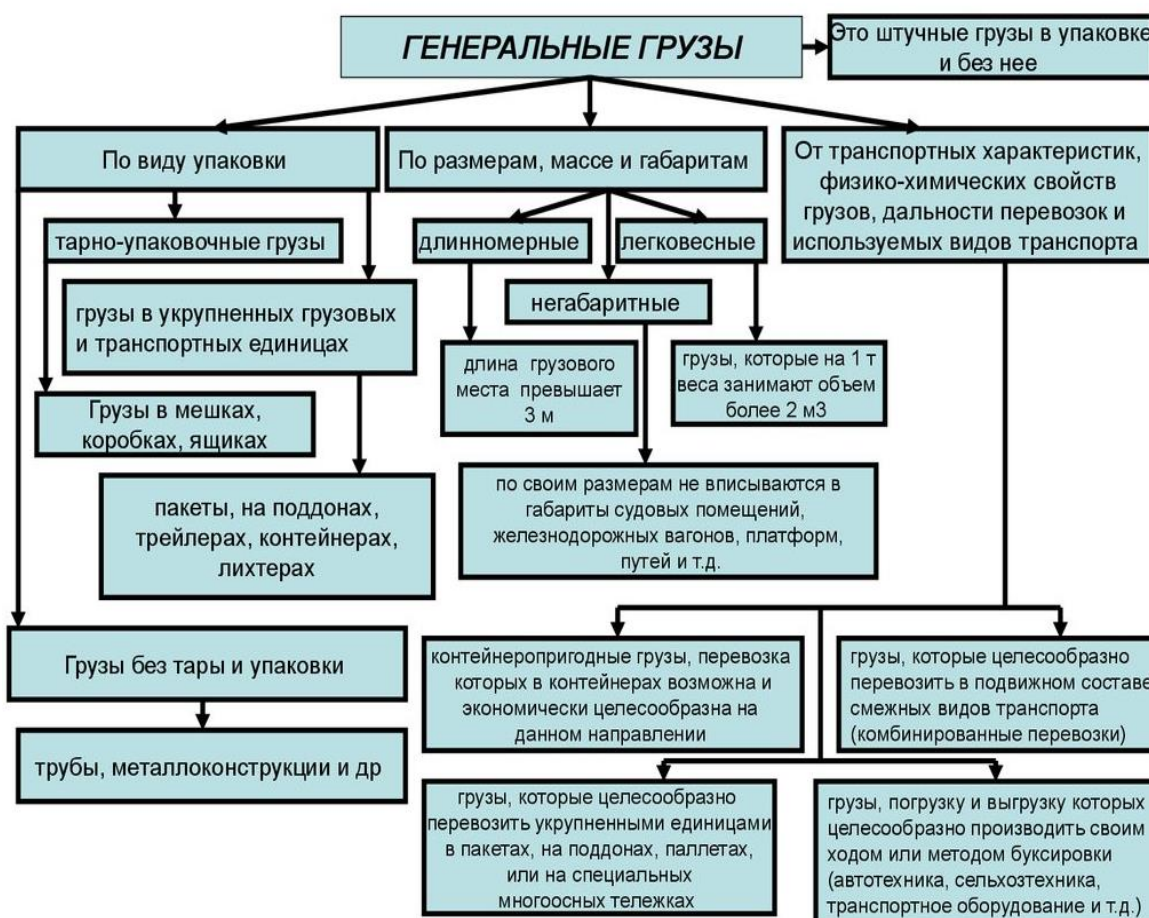 ГЕНЕРАЛЬНЫЕ ГРУЗЫ
Это штучные грузы в упаковке
и без нее
По виду упаковки
По размерам, массе и габаритам
От транспортных характеристик,
физико-химических свойств
грузов, дальности перевозок и
используемых видов транспорта
тарно-упаковочные грузы
длинномерные
легковесные
грузы в укрупненных грузовых
и транспортных единицах
негабаритные
длина грузового
места превышает
3 м
грузы, которые на 1 т
веса занимают объем
более 2 м3
Грузы в мешках,
коробках, ящиках
пакеты, на поддонах,
трейлерах, контейнерах,
лихтерах
по своим размерам не вписываются в
габариты судовых помещений,
железнодорожных вагонов, платформ,
путей и т.д.
Грузы без тары и упаковки
контейнеропригодные грузы, перевозка
которых в контейнерах возможна и
экономически целесообразна на
данном направлении
грузы, которые целесообразно
перевозить в подвижном составе
смежных видов транспорта
(комбинированные перевозки)
трубы, металлоконструкции и др
грузы, которые целесообразно
перевозить укрупненными единицами
в пакетах, на поддонах, паллетах,
или на специальных
многоосных тележках
грузы, погрузку и выгрузку которых
целесообразно производить своим
ходом или методом буксировки
(автотехника, сельхозтехника,
транспортное оборудование и т.д.)